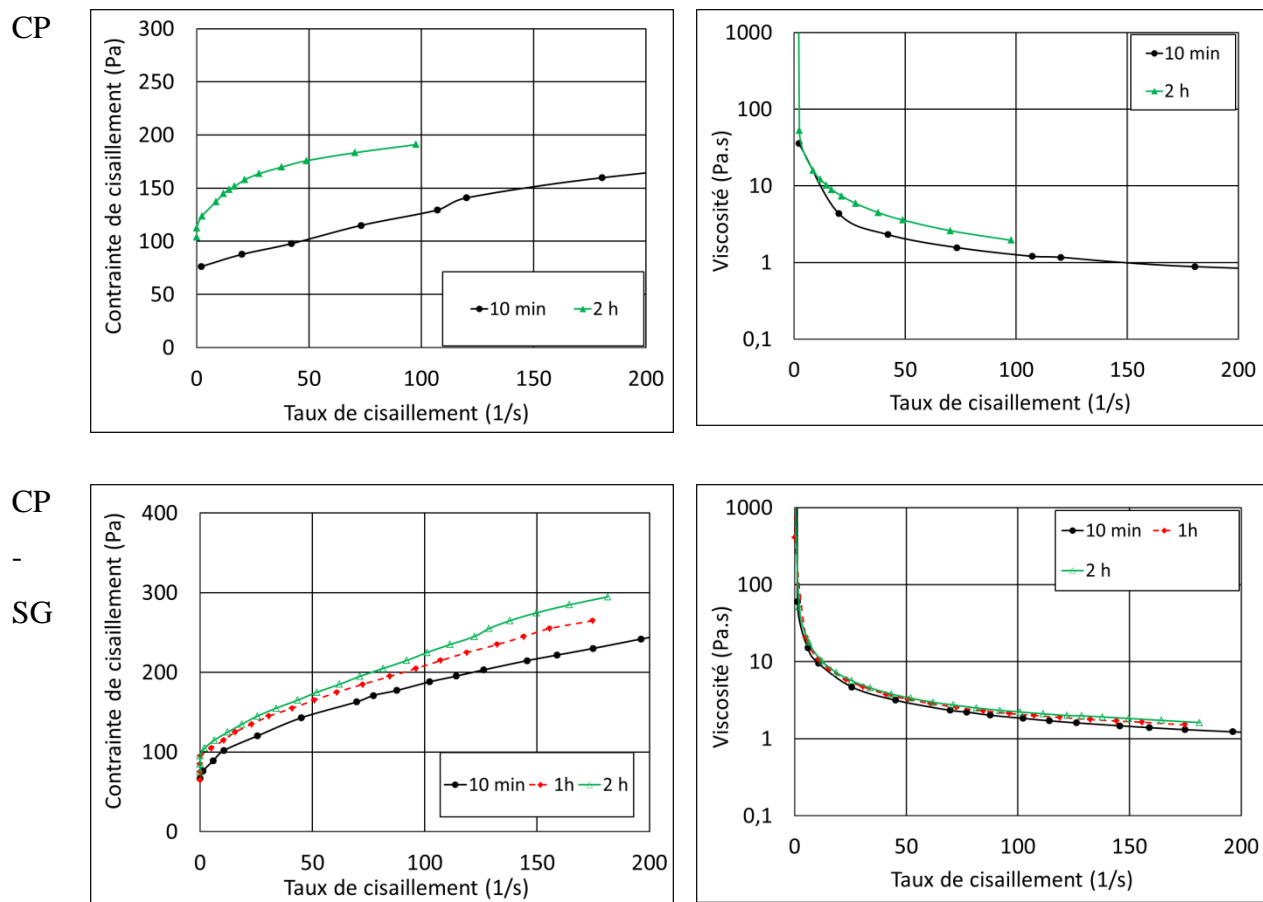 CP
Contrainte de cisaillement (Pa)
300
250
200
150
100
50
0
0 50 100 150 200
Taux de cisaillement (1/s)
10 min 2 h
Viscosité (Pa.s)
1000
100
10
1
0,1
0 50 100 150 200
Taux de cisaillement (1/s)
10 min
2 h
CP
-
SG
Contrainte de cisaillement (Pa)
400
300
200
100
0
0 50 100 150 200
Taux de cisaillement (1/s)
10 min 1h 2 h
Viscosité (Pa.s)
1000
100
10
1
0,1
0 50 100 150 200
Taux de cisaillement (1/s)
10 min 1h
2 h